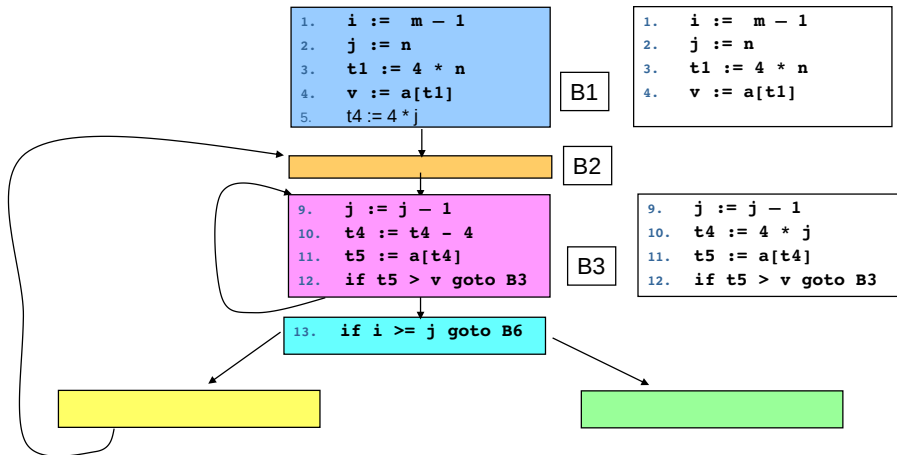 1. i := m – 1
2. j := n
3. t1 := 4 * n
4. v := a[t1]
5. t4 := 4 * j
B1
1. i := m – 1
2. j := n
3. t1 := 4 * n
4. v := a[t1]
B2
9. j := j – 1
10. t4 := t4 - 4
11. t5 := a[t4]
12. if t5 > v goto B3
B3
9. j := j – 1
10. t4 := 4 * j
11. t5 := a[t4]
12. if t5 > v goto B3
13. if i >= j goto B6